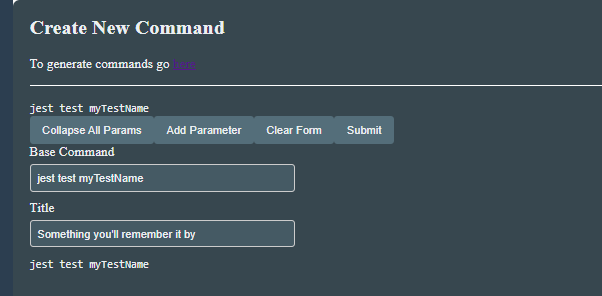 Create New Command
To generate commands go here
jest test myTestName
Collapse All Params Add Parameter Clear Form Submit
Base Command
jest test myTestName
Title
Something you'll remember it by
jest test myTestName